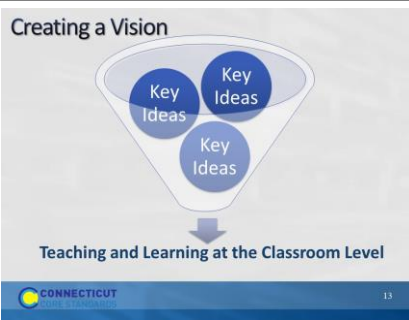 Creating a Vision
Key
Ideas
Key
Ideas
Key
Ideas
Teaching and Learning at the Classroom Level
CONNECTICUT
CORE STANDARDS
13